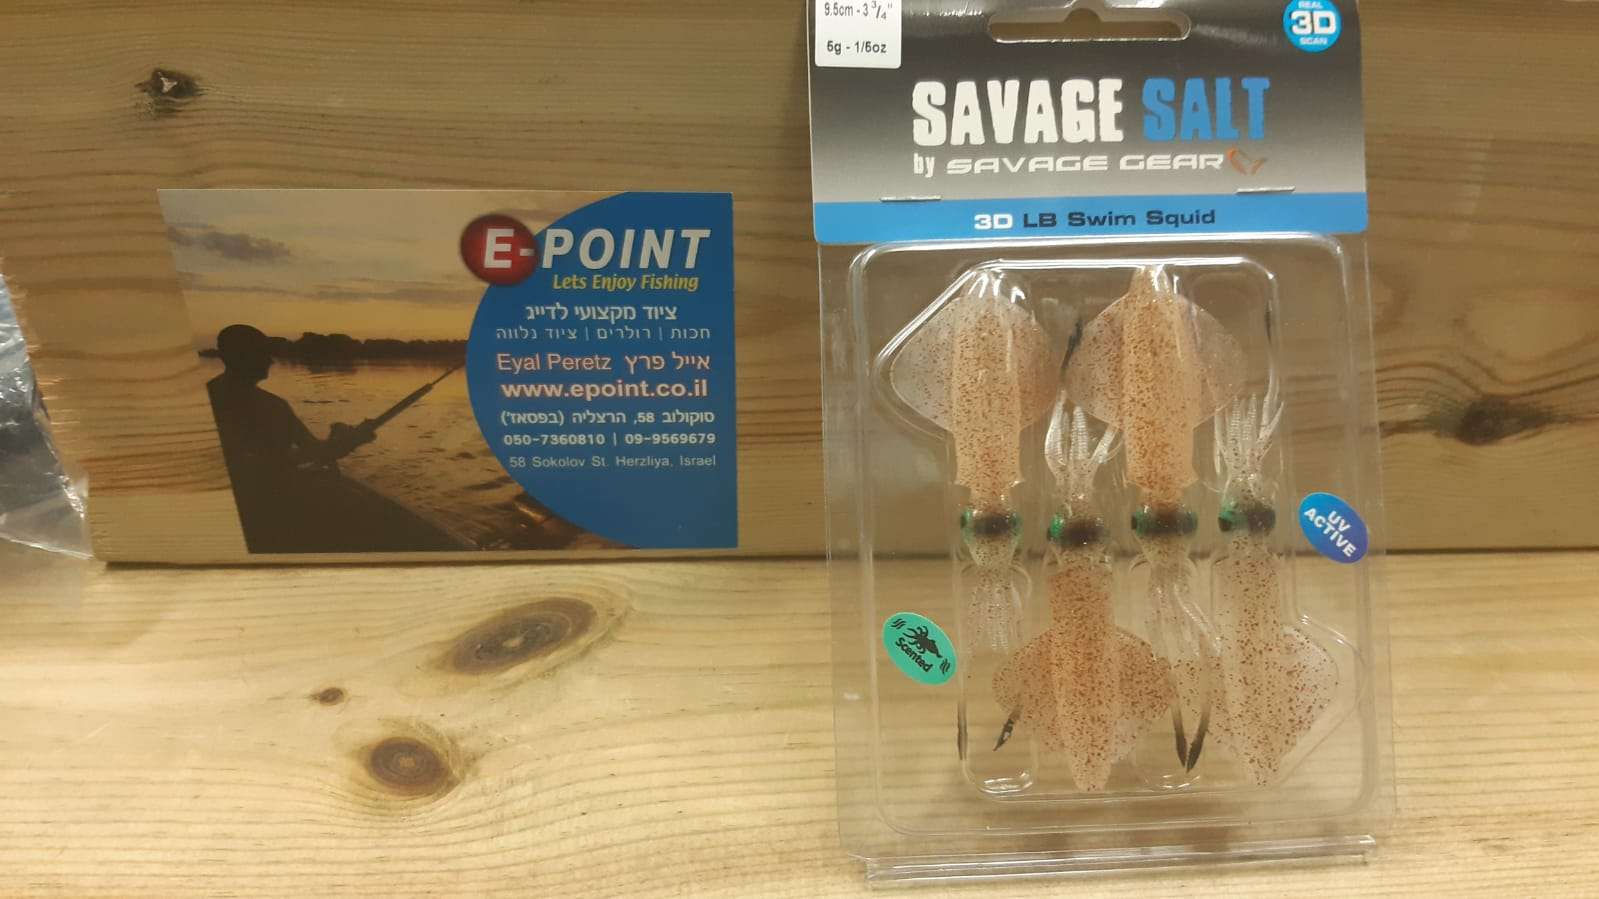 E-POINT
Lets Enjoy Fishing
ציוד מקצועי לדייג
חכות | רולרים | ציוד נלווה
Eyal Peretz אייל פרץ
www.epoint.co.il
סוקולוב 58, הרצליה (בפסאז')
050-7360810 | 09-9569679
58 Sokolov St. Herzliya, Israel
9.5cm - 3 3/4"
5g - 1/5oz
REAL
3D
SCAN
SAVAGE SALT
by SAVAGE GEAR
3D LB Swim Squid
UV
ACTIVE
Scented